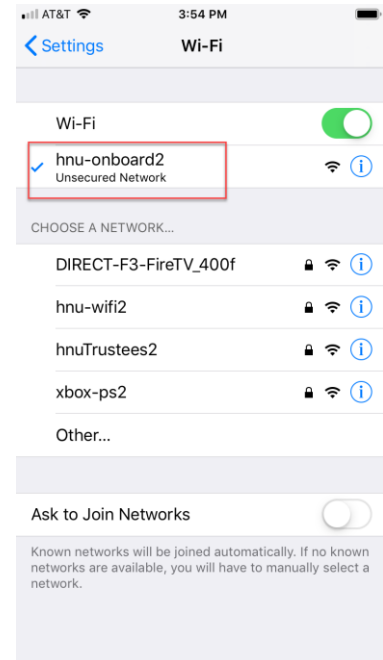 AT&T 3:54 PM
Settings Wi-Fi
Wi-Fi
hnu-onboard2
Unsecured Network
CHOOSE A NETWORK...
DIRECT-F3-FireTV_400f
hnu-wifi2
hnuTrustees2
xbox-ps2
Other...
Ask to Join Networks
Known networks will be joined automatically. If no known
networks are available, you will have to manually select a
network.